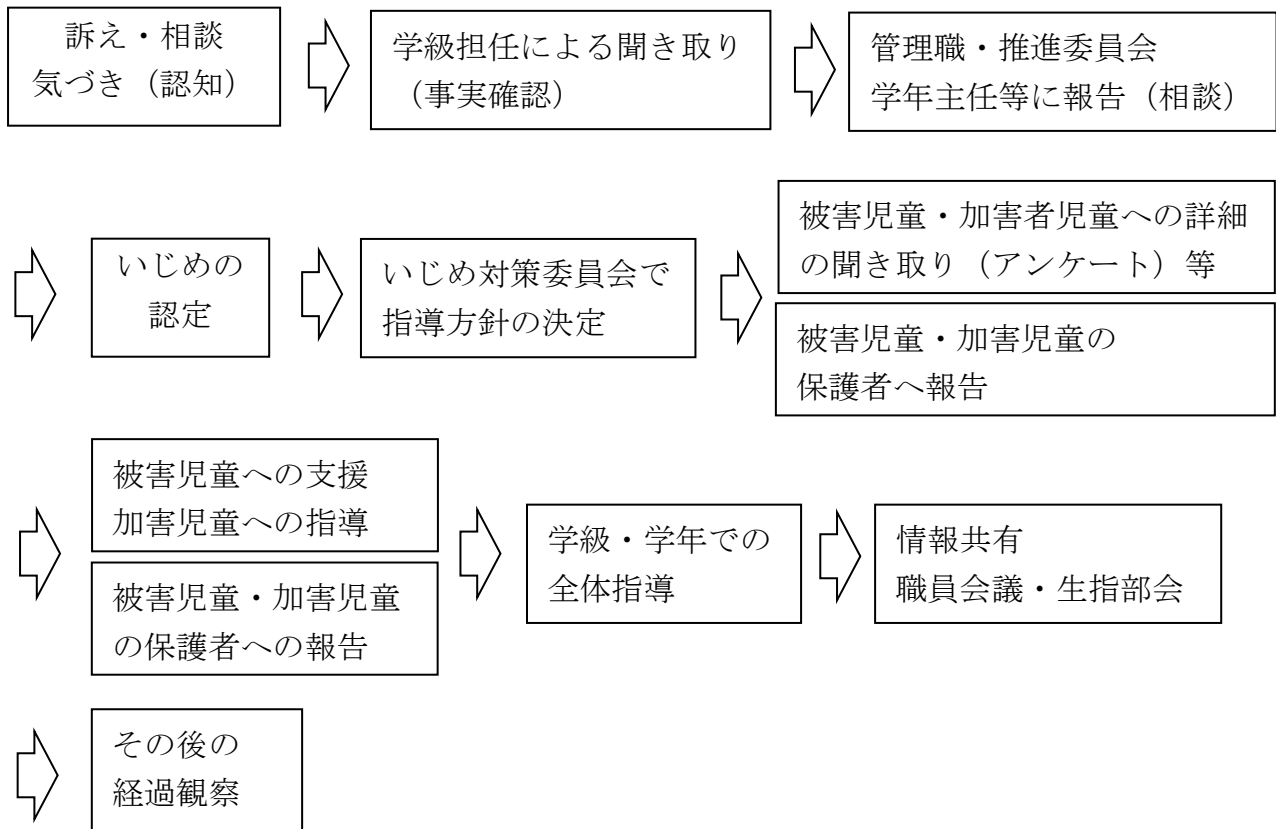 訴え・相談
気づき（認知）
学級担任による聞き取り
（事実確認）
管理職・推進委員会
学年主任等に報告（相談）
いじめの
認定
いじめ対策委員会で
指導方針の決定
被害児童・加害者児童への詳細
の聞き取り（アンケート）等
被害児童・加害児童の
保護者へ報告
被害児童への支援
加害児童への指導
被害児童・加害児童
の保護者への報告
学級・学年での
全体指導
情報共有
職員会議・生指部会
その後の
経過観察